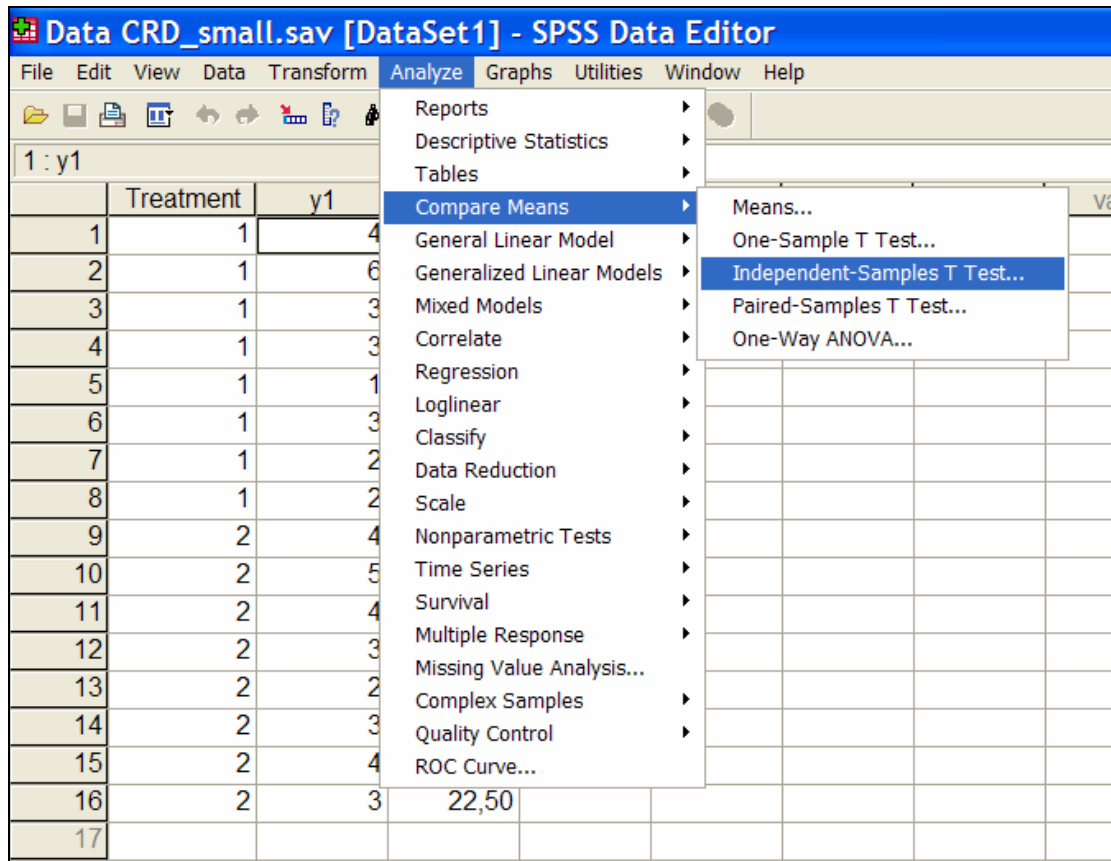 Data CRD_small.sav [DataSet1] - SPSS Data Editor
File Edit View Data Transform Analyze Graphs Utilities Window Help
1 : y1
Treatment y1
1 1 4
2 1 6
3 1 3
4 1 3
5 1 1
6 1 3
7 1 2
8 1 2
9 2 4
10 2 5
11 2 4
12 2 3
13 2 2
14 2 3
15 2 4
16 2 3 22,50
17
Reports
Descriptive Statistics
Tables
Compare Means
General Linear Model
Generalized Linear Models
Mixed Models
Correlate
Regression
Loglinear
Classify
Data Reduction
Scale
Nonparametric Tests
Time Series
Survival
Multiple Response
Missing Value Analysis...
Complex Samples
Quality Control
ROC Curve...
Means...
One-Sample T Test...
Independent-Samples T Test...
Paired-Samples T Test...
One-Way ANOVA...